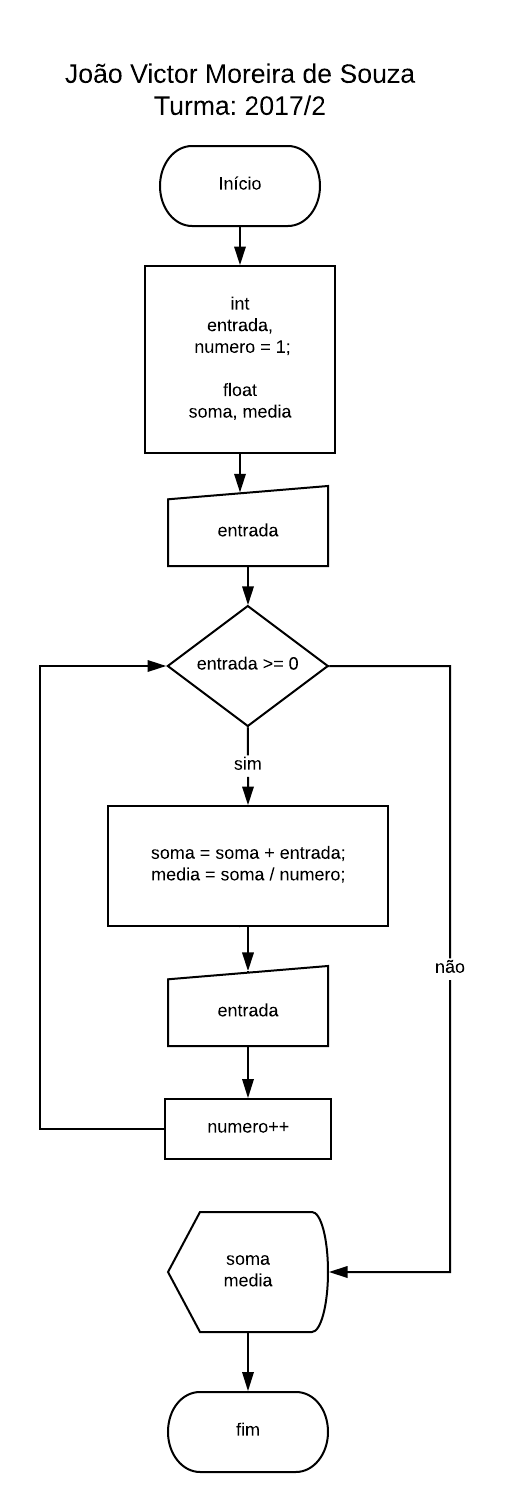 João Victor Moreira de Souza
Turma: 2017/2
Início
int
entrada,
numero = 1;
float
soma, media
entrada
entrada >= 0
sim
soma = soma + entrada;
media = soma / numero;
não
entrada
numero++
soma
media
fim